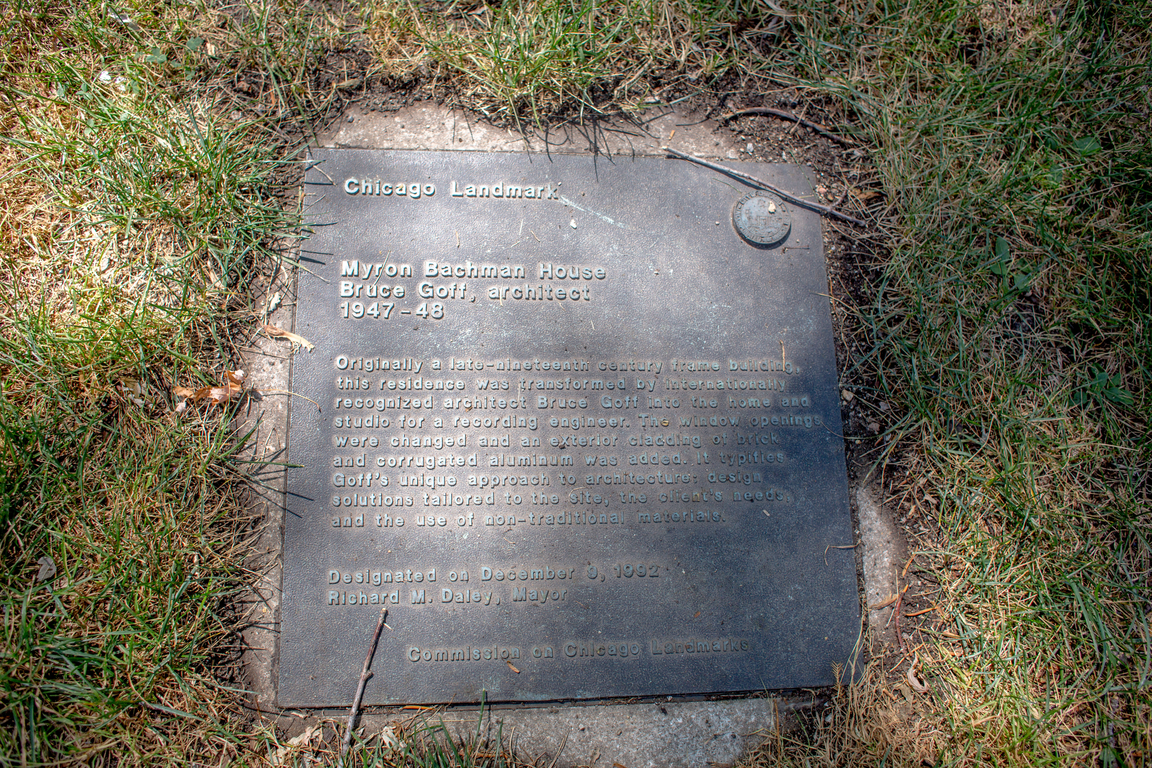 Chicago Landmark
Myron Bachman House
Bruce Goff, architect
1947-48
Originally a late-nineteenth century frame building,
this residence was transformed by internationally
recognized architect Bruce Goff into the home and
studio for a recording engineer. The window openings
were changed and an exterior cladding of brick
and corrugated aluminum was added. It typifies
Goff's unique approach to architecture: design
solutions tailored to the site, the client's needs,
and the use of non-traditional materials.
Designated on December 9, 1992
Richard M. Daley, Mayor
Commission on Chicago Landmarks